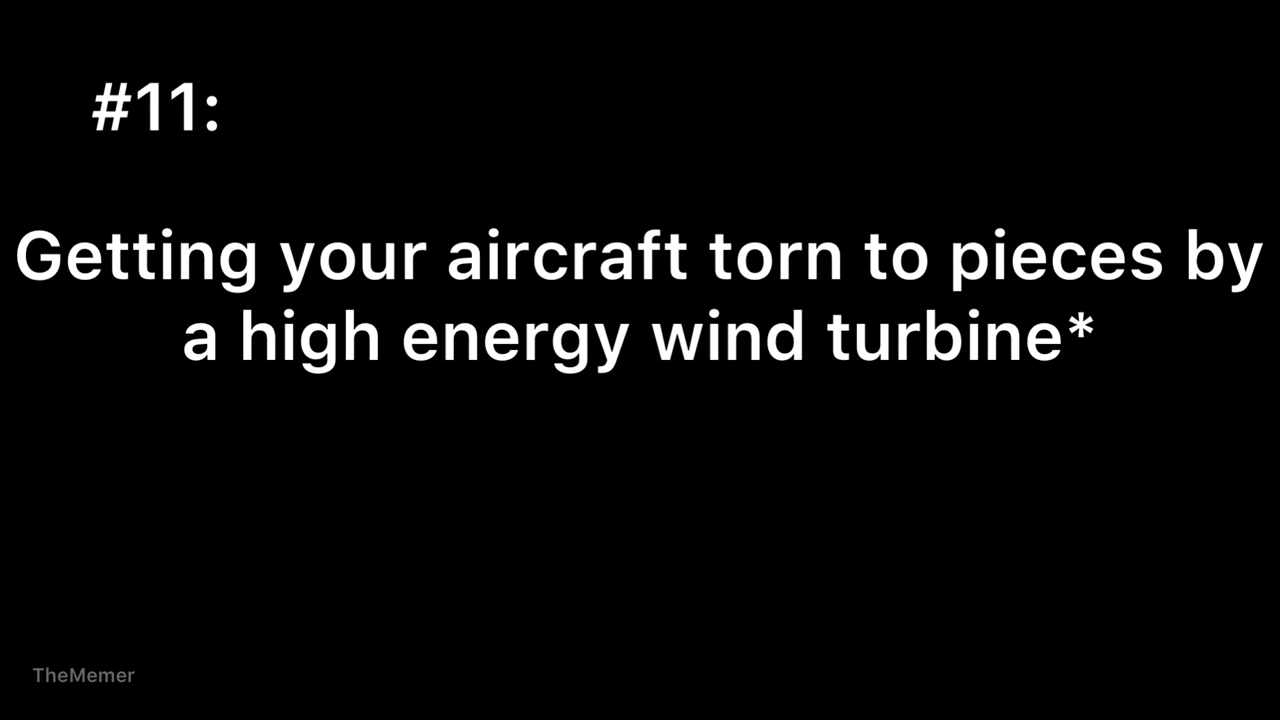 #11:
Getting your aircraft torn to pieces by
a high energy wind turbine*
TheMemer